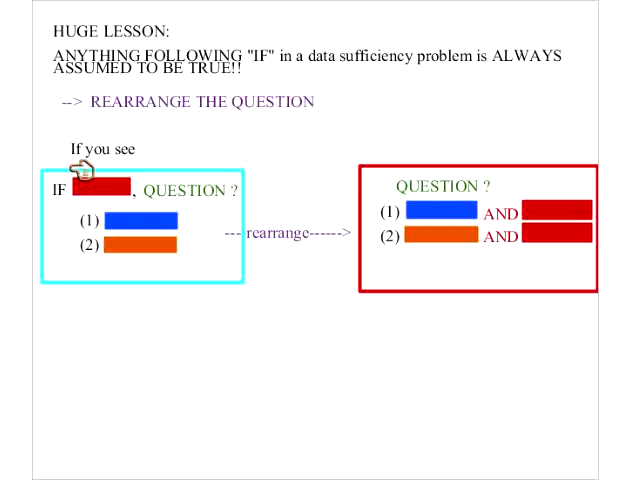 HUGE LESSON:
ANYTHING FOLLOWING "IF" in a data sufficiency problem is ALWAYS
ASSUMED TO BE TRUE!!
--> REARRANGE THE QUESTION
If you see
IF , QUESTION ?
(1)
(2)
--- rearrange------>
QUESTION ?
(1) AND
(2) AND